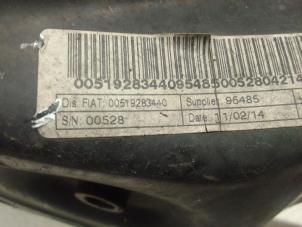 00519283440954850052804214
Dis. FIAT: 00519283440 Supplier: 95485
S/N: 00528 Date: 11/02/14